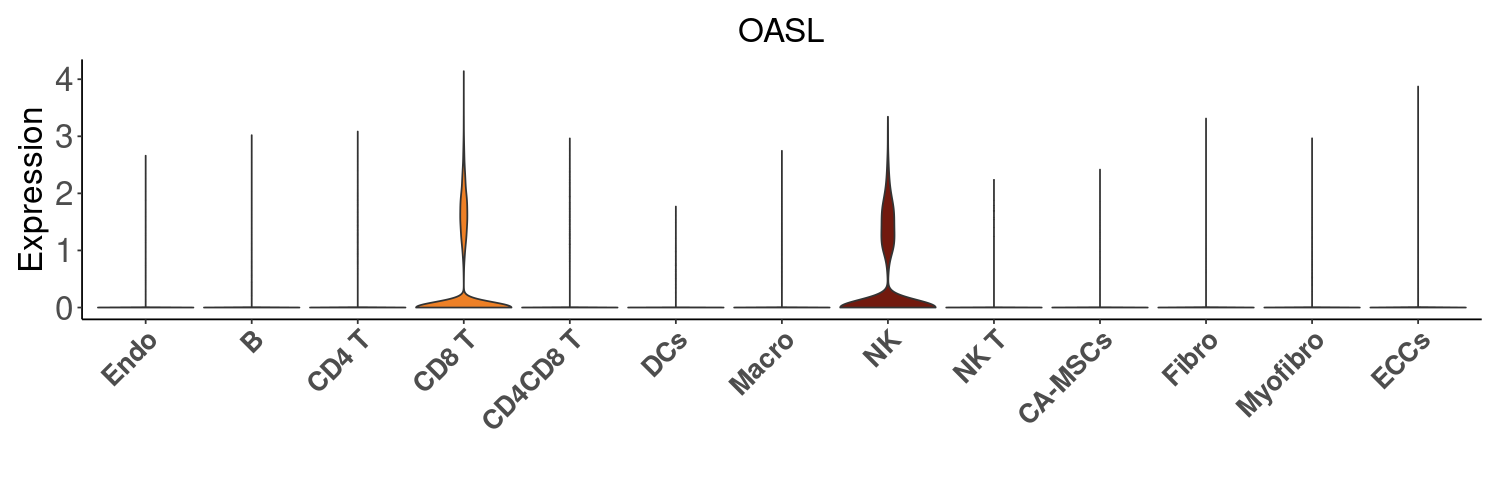 OASL
Expression
4
3
2
1
0
Endo
B
CD4 T
CD8 T
CD4CD8 T
DCs
Macro
NK
NK T
CA-MSCs
Fibro
Myofibro
ECCs